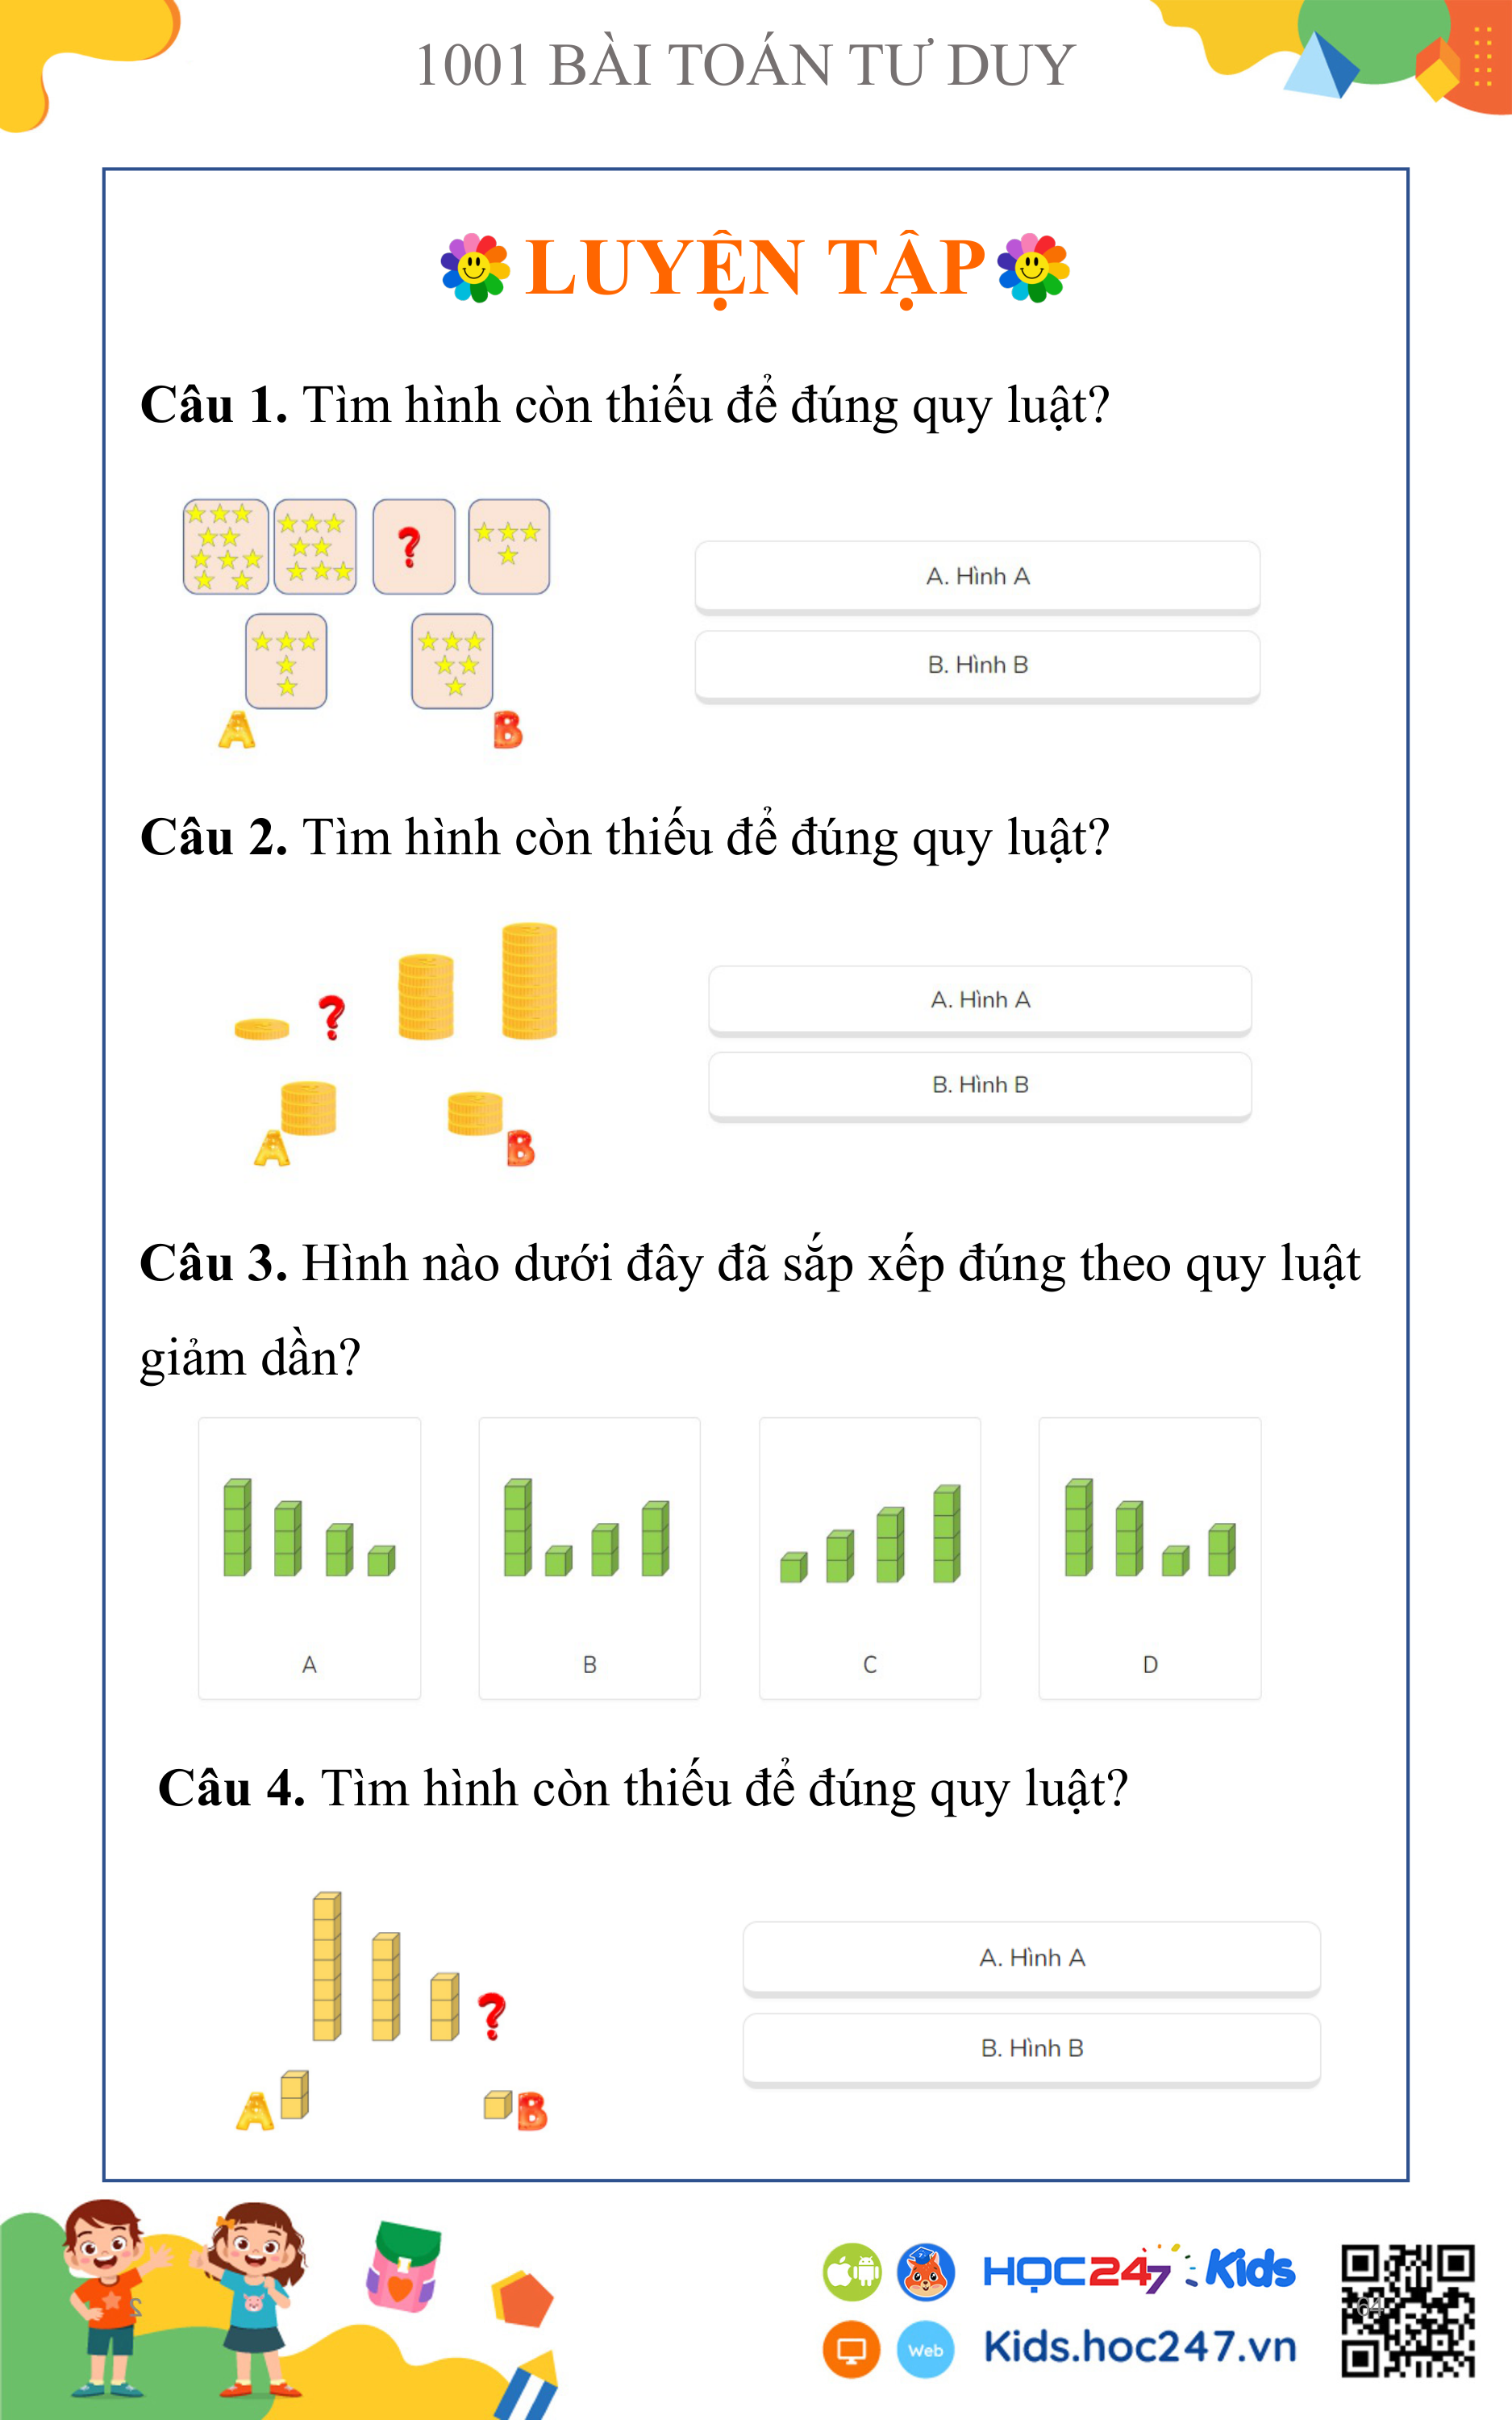 1001 BÀI TOÁN TƯ DUY
LUYỆN TẬP
Câu 1. Tìm hình còn thiếu để đúng quy luật?
?
A. Hình A
B. Hình B
A
B
Câu 2. Tìm hình còn thiếu để đúng quy luật?
?
A. Hình A
B. Hình B
A
B
Câu 3. Hình nào dưới đây đã sắp xếp đúng theo quy luật
giảm dần?
A
B
C
D
Câu 4. Tìm hình còn thiếu để đúng quy luật?
?
A. Hình A
B. Hình B
A
B
HỌC247 Kids
64
2
Web
Kids.hoc247.vn